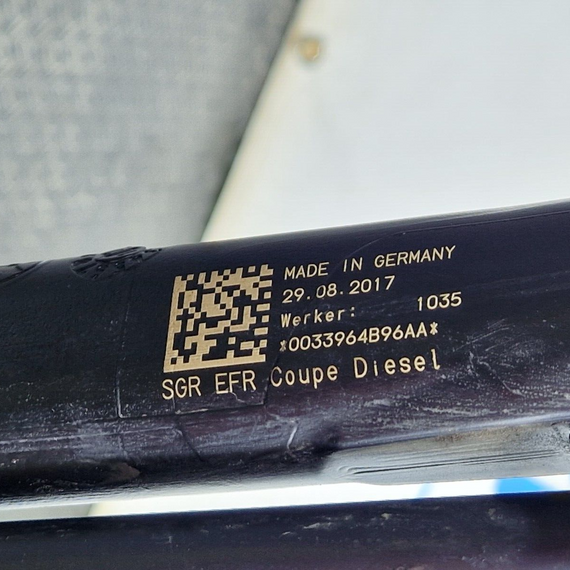 MADE IN GERMANY
29.08.2017
Werker: 1035
*0033964B96AA*
SGR EFR Coupe Diesel